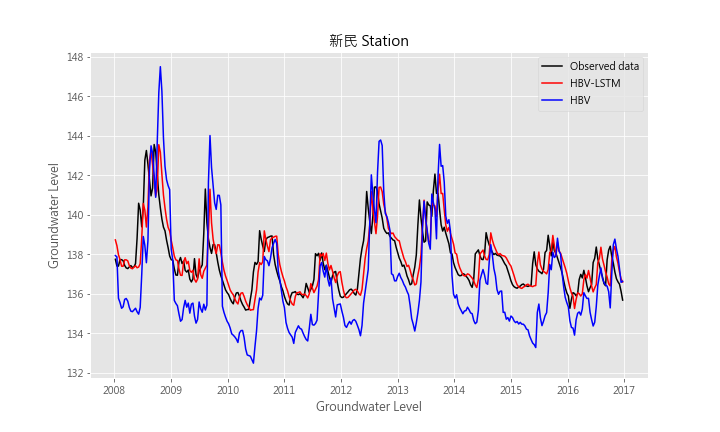 新民 Station
148
146
144
142
140
138
136
134
132
Groundwater Level
Observed data
HBV-LSTM
HBV
2008 2009 2010 2011 2012 2013 2014 2015 2016 2017
Groundwater Level